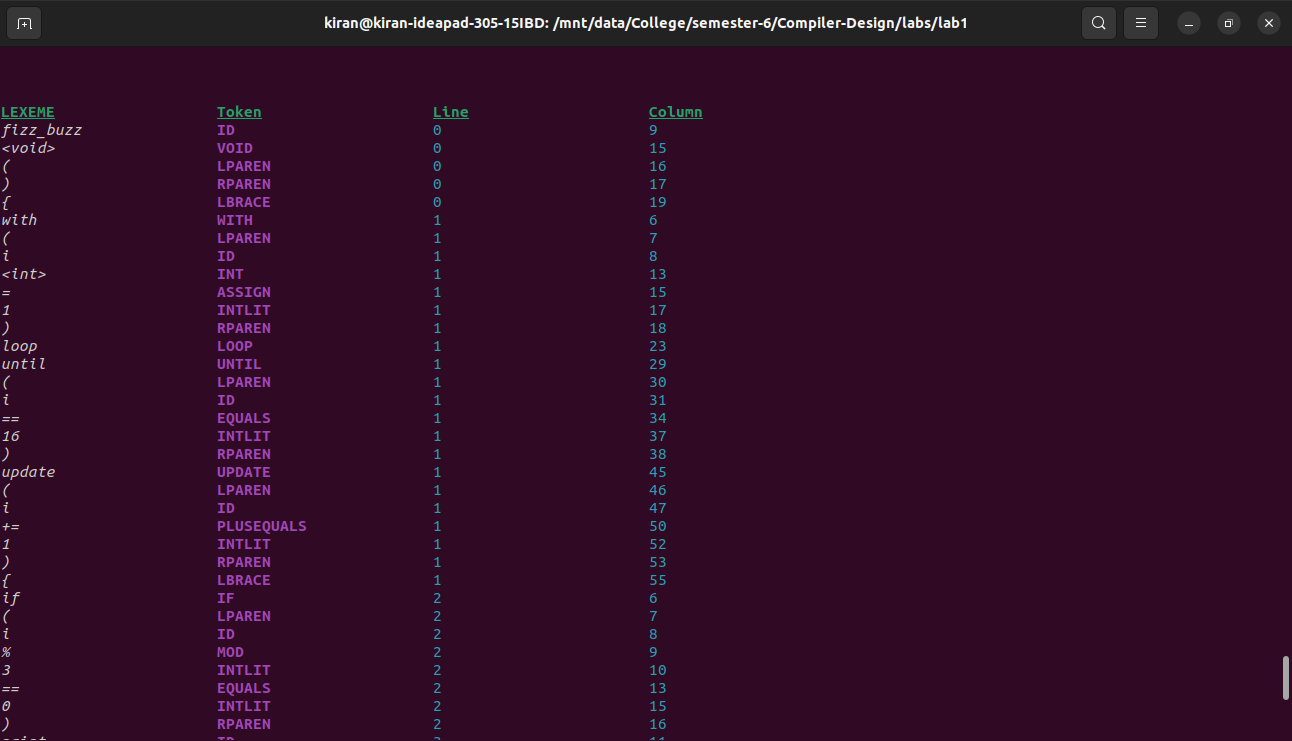 kiran@kiran-ideapad-305-15IBD: /mnt/data/College/semester-6/Compiler-Design/labs/lab1
LEXEME Token Line Column
fizz_buzz ID 0 9
<void> VOID 0 15
( LPAREN 0 16
) RPAREN 0 17
{ LBRACE 0 19
with WITH 1 6
( LPAREN 1 7
i ID 1 8
<int> INT 1 13
= ASSIGN 1 15
1 INTLIT 1 17
) RPAREN 1 18
loop LOOP 1 23
until UNTIL 1 29
( LPAREN 1 30
i ID 1 31
== EQUALS 1 34
16 INTLIT 1 37
) RPAREN 1 38
update UPDATE 1 45
( LPAREN 1 46
i ID 1 47
+= PLUSEQUALS 1 50
1 INTLIT 1 52
) RPAREN 1 53
{ LBRACE 1 55
if IF 2 6
( LPAREN 2 7
i ID 2 8
% MOD 2 9
3 INTLIT 2 10
== EQUALS 2 13
0 INTLIT 2 15
) RPAREN 2 16